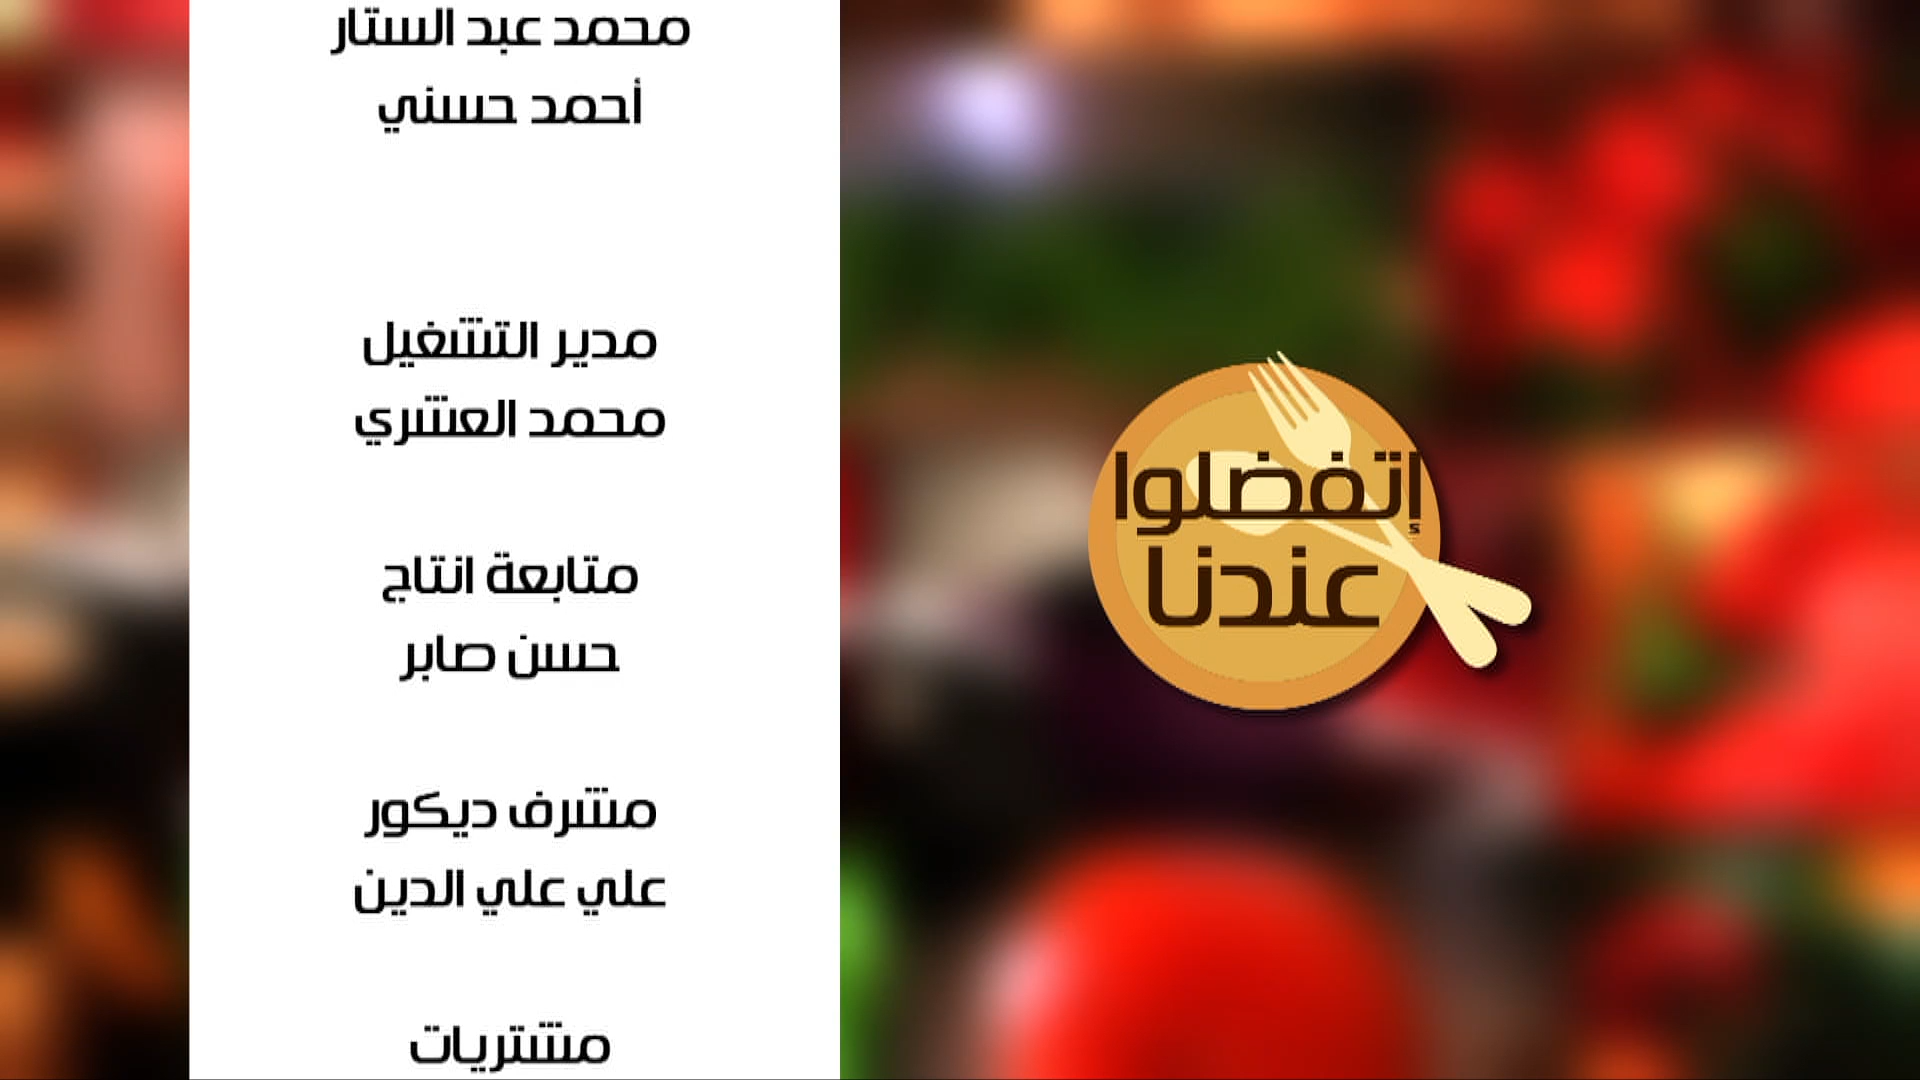 محمد عبد الستار
أحمد حسني
مدير التشغيل
محمد العشري
متابعة انتاج
حسن صابر
مشرف ديكور
علي علي الدين
مشتريات
إتفضلوا
عندنا